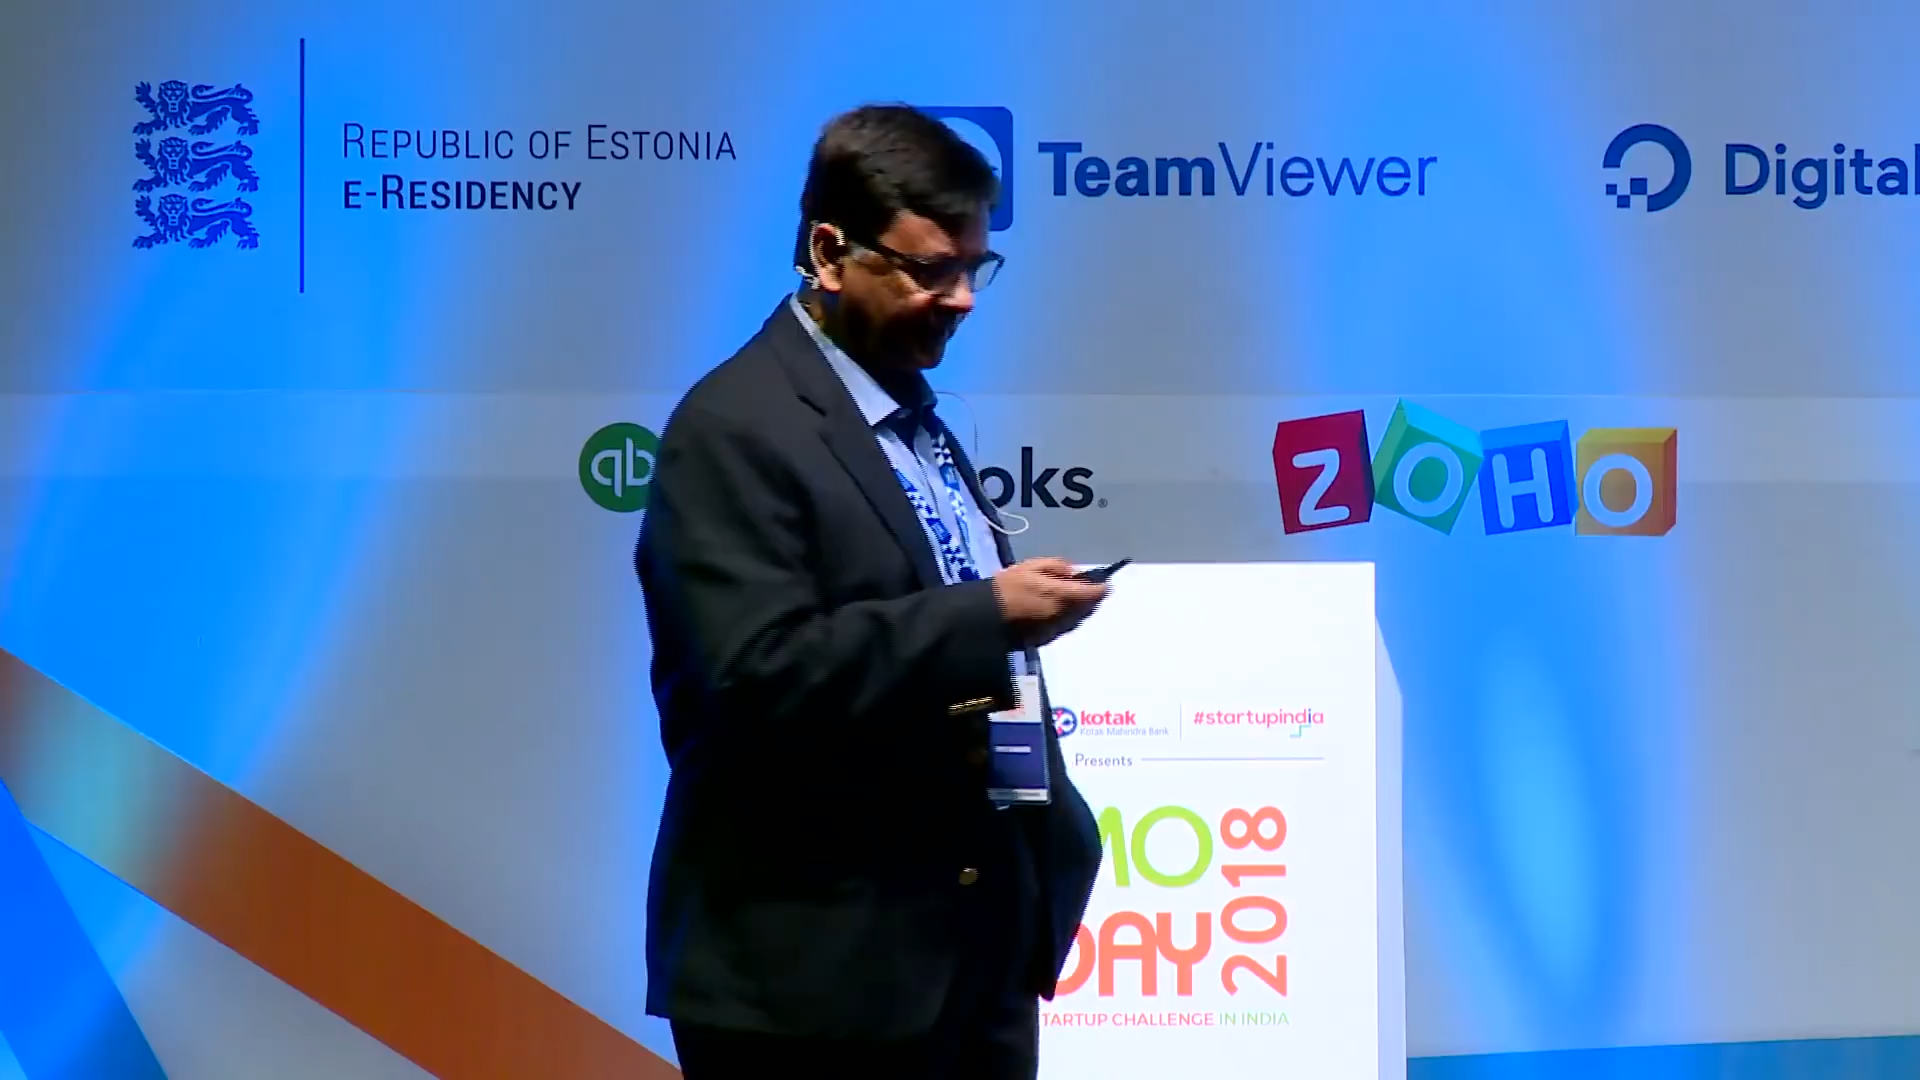 REPUBLIC OF ESTONIA
E-RESIDENCY
TeamViewer
Digital
qb
oks.
ZOHO
kotak
Kotak Mahindra Bank
#startupindia
Presents
MO
DAY
2018
TARTUP CHALLENGE IN INDIA